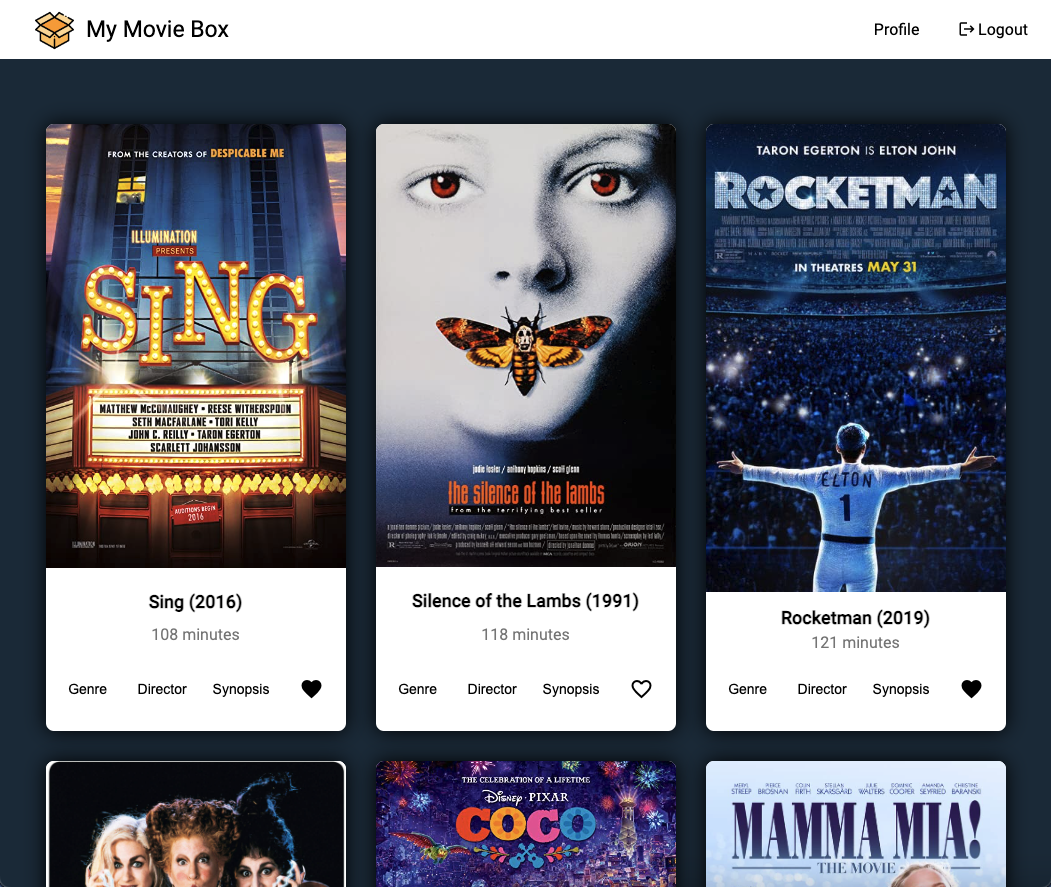 My Movie Box
Profile
Logout
FROM THE CREATORS OF DESPICABLE ME
ILLUMINATION
PRESENTS
SING
MATTHEW McCONAUGHEY • REESE WITHERSPOON
SETH MACFARLANE • TORI KELLY
JOHN C. REILLY • TARON EGERTON
SCARLETT JOHANSSON
AUDITIONS BEGIN
2016
Sing (2016)
108 minutes
Genre
Director
Synopsis
jodie foster / anthony hopkins / scott glenn
the silence of the lambs
from the terrifying best seller
Silence of the Lambs (1991)
118 minutes
Genre
Director
Synopsis
TARON EGERTON IS ELTON JOHN
ROCKETMAN
IN THEATRES MAY 31
ELTON
1
Rocketman (2019)
121 minutes
Genre
Director
Synopsis
THE CELEBRATION OF A LIFETIME
Disney • PIXAR
COCO
MERYL STREEP
PIERCE BROSNAN
COLIN FIRTH
STELLAN SKARSGÅRD
JULIE WALTERS
DOMINIC COOPER
AMANDA SEYFRIED
CHRISTINE BARANSKI
MAMMA MIA!
THE MOVIE